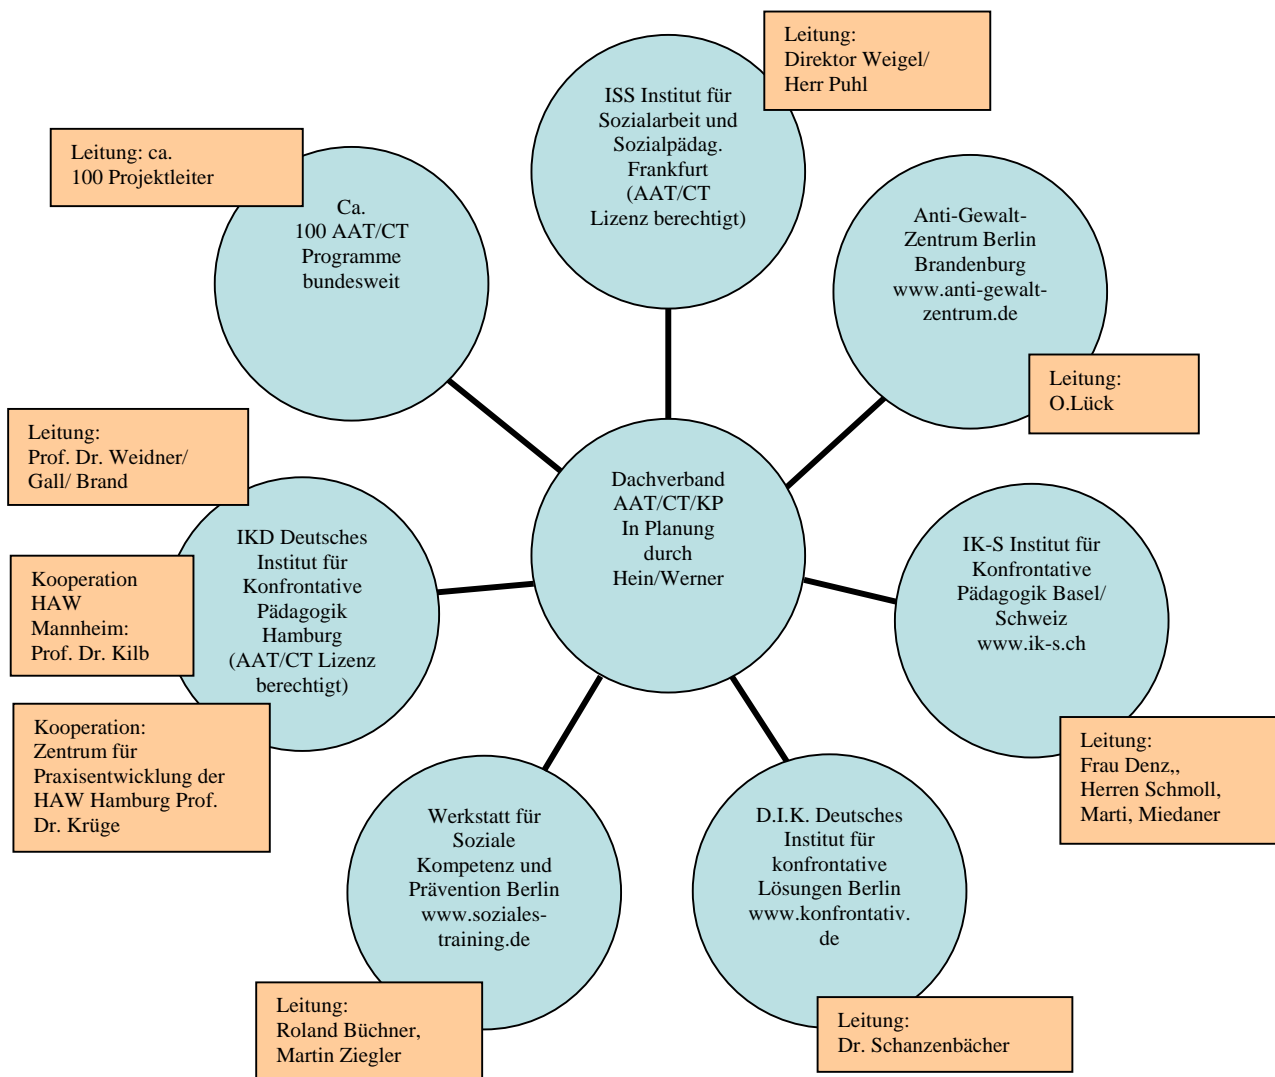 Leitung:
Direktor Weigel/
Herr Puhl
ISS Institut für
Sozialarbeit und
Sozialpädag.
Frankfurt
(AAT/CT
Lizenz berechtigt)
Leitung: ca.
100 Projektleiter
Ca.
100 AAT/CT
Programme
bundesweit
Anti-Gewalt-
Zentrum Berlin
Brandenburg
www.anti-gewalt-
zentrum.de
Leitung:
O.Lück
Leitung:
Prof. Dr. Weidner/
Gall/ Brand
IKD Deutsches
Institut für
Konfrontative
Pädagogik
Hamburg
(AAT/CT Lizenz
berechtigt)
Kooperation
HAW
Mannheim:
Prof. Dr. Kilb
Kooperation:
Zentrum für
Praxisentwicklung der
HAW Hamburg Prof.
Dr. Krüge
Dachverband
AAT/CT/KP
In Planung
durch
Hein/Werner
IK-S Institut für
Konfrontative
Pädagogik Basel/
Schweiz
www.ik-s.ch
Leitung:
Frau Denz,,
Herren Schmoll,
Marti, Miedaner
Werkstatt für
Soziale
Kompetenz und
Prävention Berlin
www.soziales-
training.de
Leitung:
Roland Büchner,
Martin Ziegler
D.I.K. Deutsches
Institut für
konfrontative
Lösungen Berlin
www.konfrontativ.
de
Leitung:
Dr. Schanzenbächer